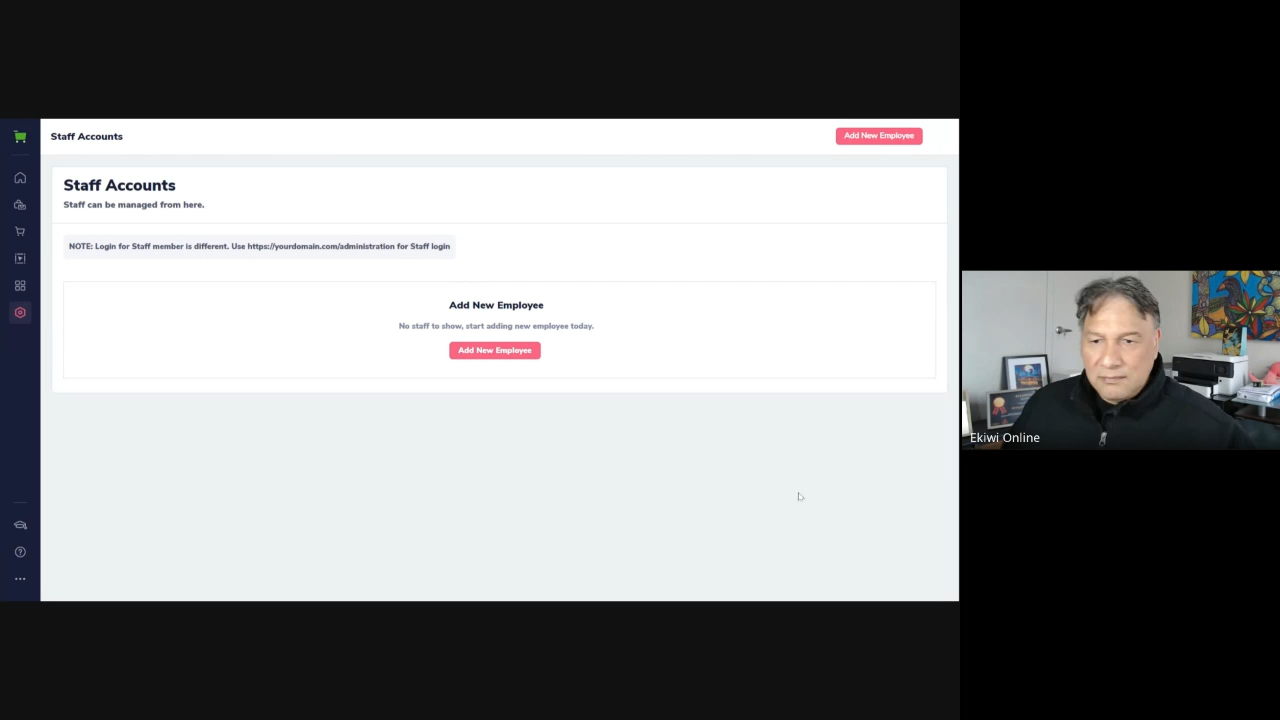 Staff Accounts
Add New Employee
Staff Accounts
Staff can be managed from here.
NOTE: Login for Staff member is different. Use https://yourdomain.com/administration for Staff login
Add New Employee
No staff to show, start adding new employee today.
Add New Employee
Ekiwi Online